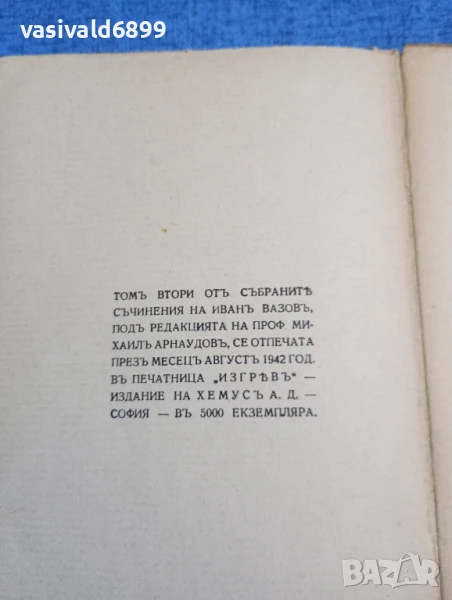 vasivald6899
ТОМЪ ВТОРИ ОТЪ СЪБРАНИТѢ
СЪЧИНЕНИЯ НА ИВАНЪ ВАЗОВЪ,
ПОДЪ РЕДАКЦИЯТА НА ПРОФ. МИ-
ХАИЛЪ АРНАУДОВЪ, СЕ ОТПЕЧАТА
ПРЕЗЪ МЕСЕЦЪ АВГУСТЪ 1942 ГОД.
ВЪ ПЕЧАТНИЦА „ИЗГРѢВЪ“ —
ИЗДАНИЕ НА ХЕМУСЪ А. Д. —
СОФИЯ — ВЪ 5000 ЕКЗЕМПЛЯРА.
BAZAR